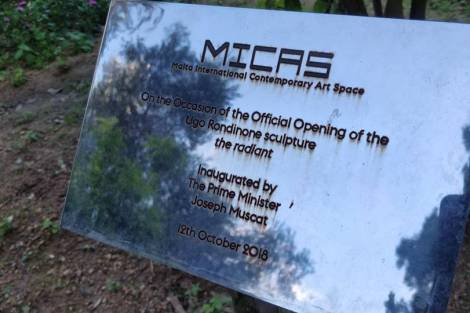 MICAS
Malta International Contemporary Art Space
On the Occasion of the Official Opening of the
Ugo Rondinone sculpture
the radiant
Inaugurated by
The Prime Minister
Joseph Muscat
12th October 2018